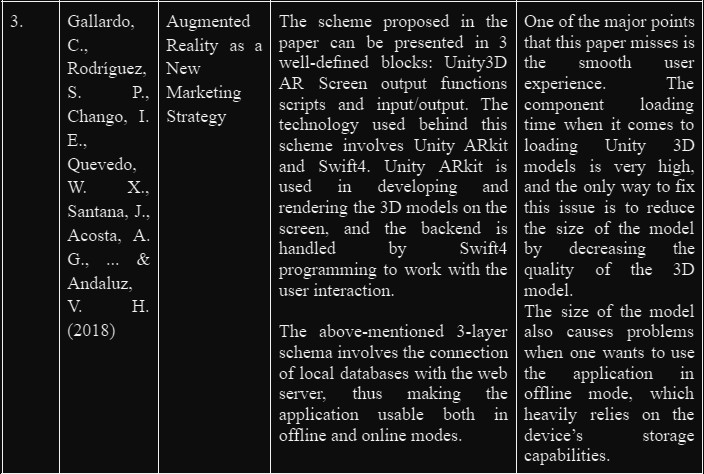 3.
Gallardo,
C.,
Rodríguez,
S. P.,
Chango, I.
E.,
Quevedo,
W. X.,
Santana, J.,
Acosta, A.
G., ... &
Andaluz,
V. H.
(2018)
Augmented
Reality as a
New
Marketing
Strategy
The scheme proposed in the
paper can be presented in 3
well-defined blocks: Unity3D
AR Screen output functions
scripts and input/output. The
technology used behind this
scheme involves Unity ARkit
and Swift4. Unity ARkit is
used in developing and
rendering the 3D models on the
screen, and the backend is
handled by Swift4
programming to work with the
user interaction.
The above-mentioned 3-layer
schema involves the connection
of local databases with the web
server, thus making the
application usable both in
offline and online modes.
One of the major points
that this paper misses is
the smooth user
experience. The
component loading
time when it comes to
loading Unity 3D
models is very high,
and the only way to fix
this issue is to reduce
the size of the model
by decreasing the
quality of the 3D
model.
The size of the model
also causes problems
when one wants to use
the application in
offline mode, which
heavily relies on the
device’s storage
capabilities.